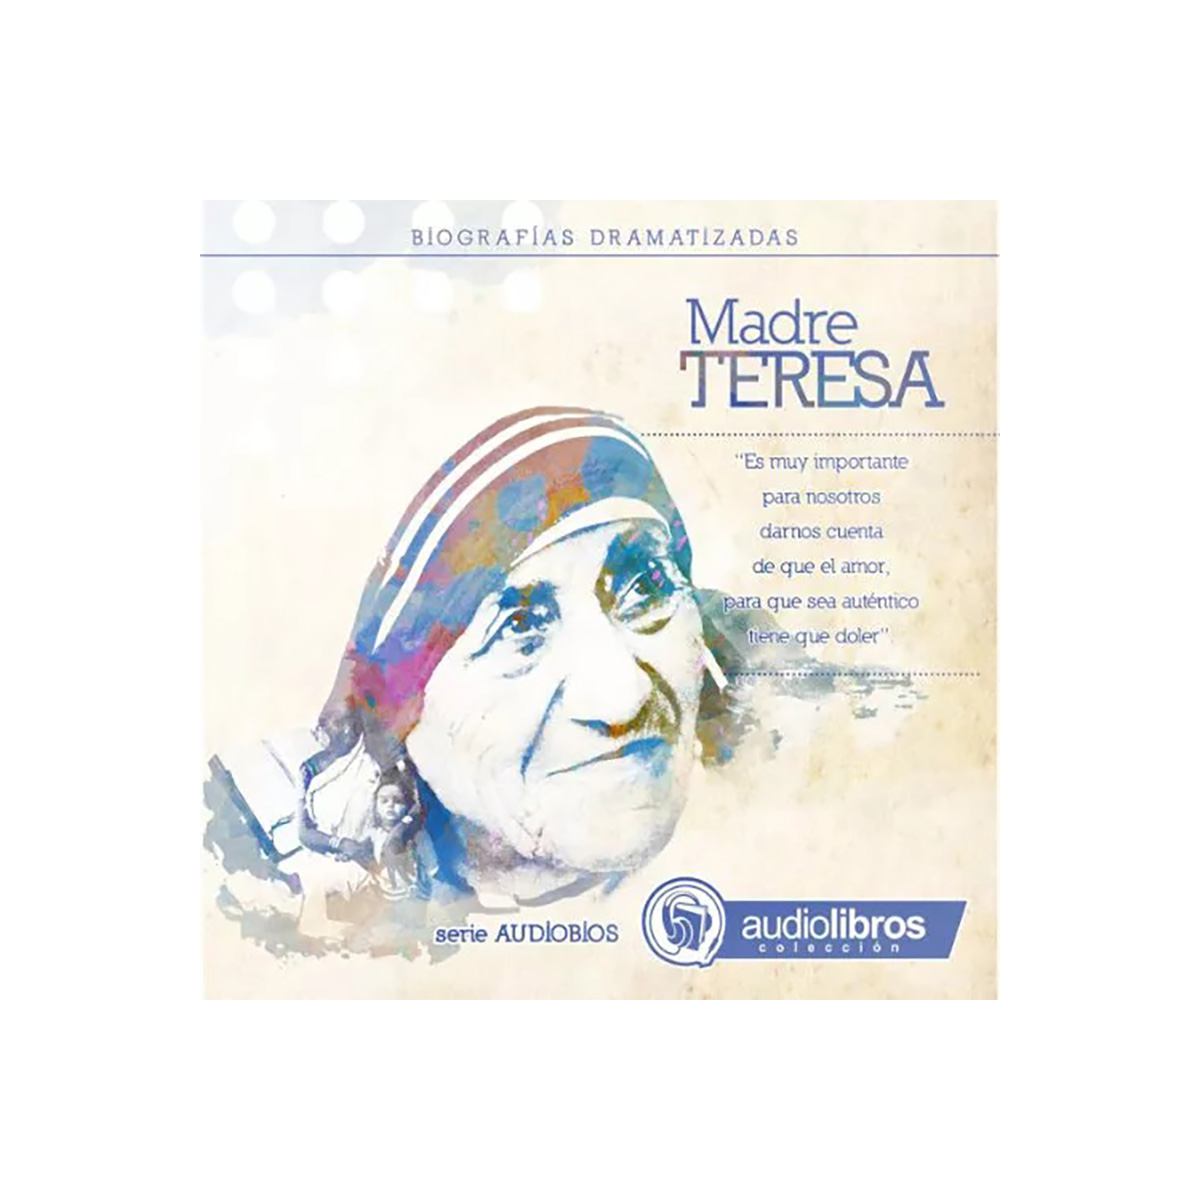 BIOGRAFÍAS DRAMATIZADAS
Madre
TERESA
“Es muy importante
para nosotros
darnos cuenta
de que el amor,
para que sea auténtico
tiene que doler”.
serie AUDIOBIOS
audiolibros
colección